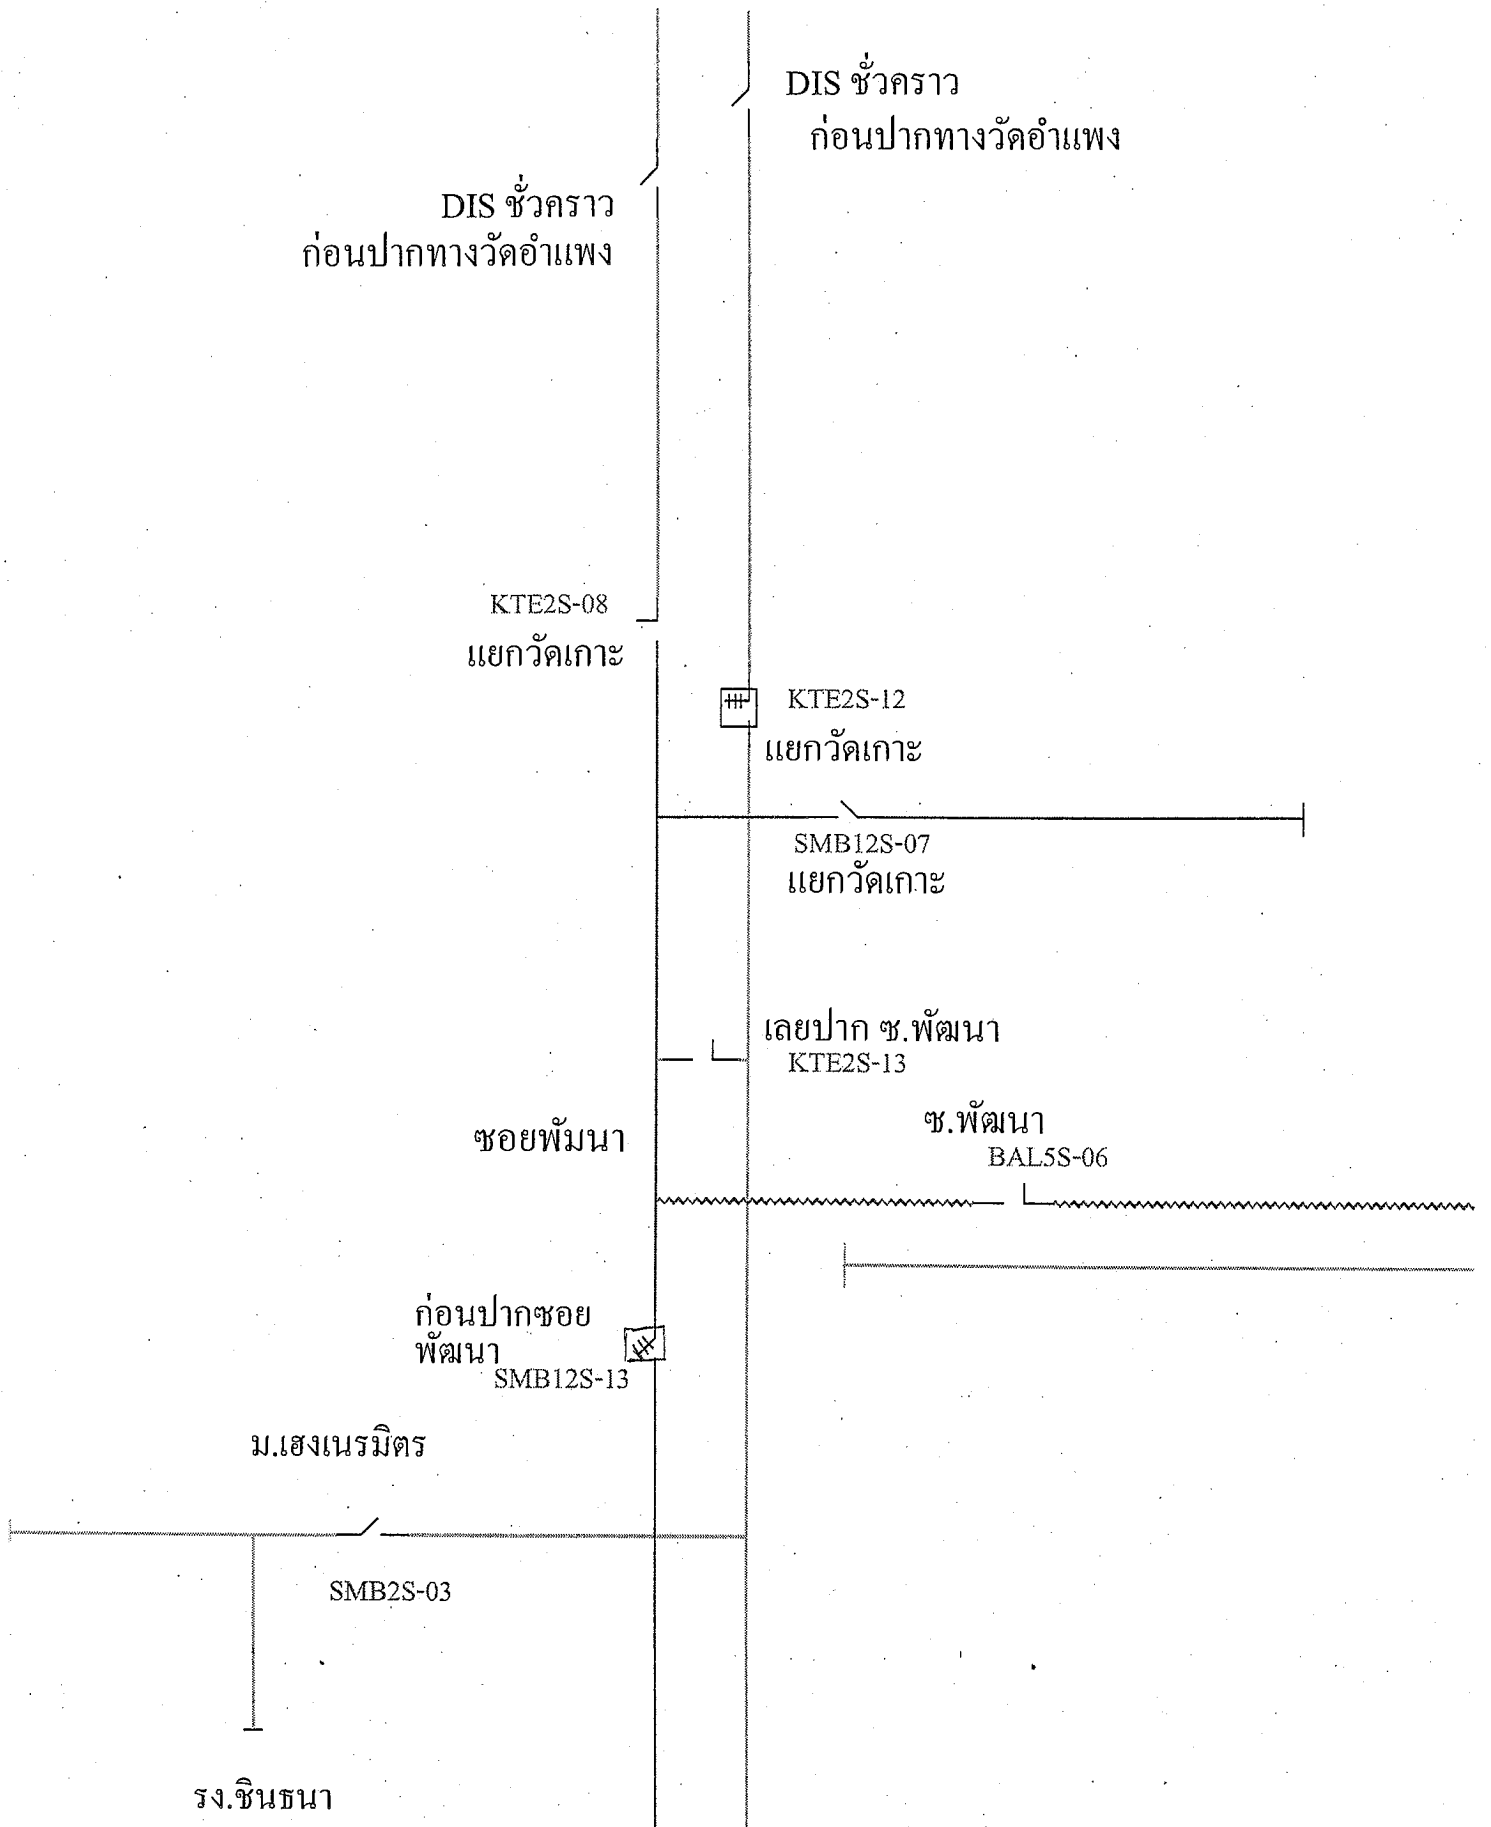 DIS ชั่วคราว
ก่อนปากทางวัดอำแพง
DIS ชั่วคราว
ก่อนปากทางวัดอำแพง
KTE2S-08
แยกวัดเกาะ
KTE2S-12
แยกวัดเกาะ
SMB12S-07
แยกวัดเกาะ
เลยปาก ซ.พัฒนา
KTE2S-13
ซอยพัมนา
ซ.พัฒนา
BAL5S-06
ก่อนปากซอย
พัฒนา
SMB12S-13
ม.เฮงเนรมิตร
SMB2S-03
รง.ชินธนา